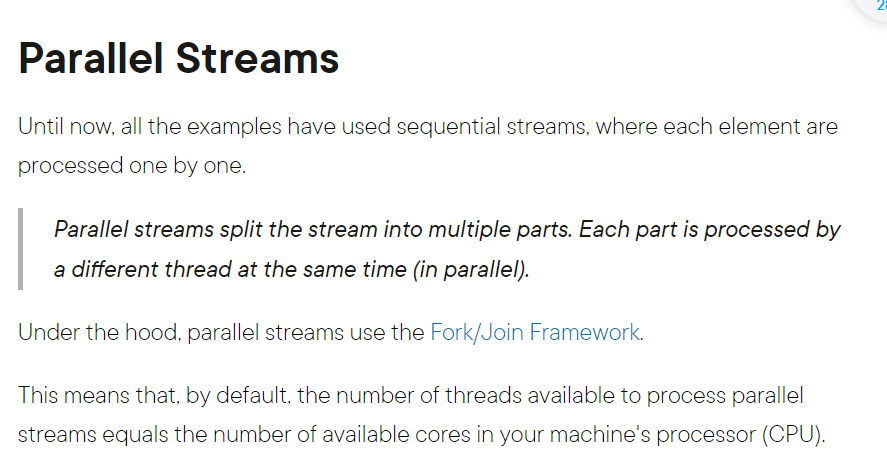 Parallel Streams
Until now, all the examples have used sequential streams, where each element are
processed one by one.
Parallel streams split the stream into multiple parts. Each part is processed by
a different thread at the same time (in parallel).
Under the hood, parallel streams use the Fork/Join Framework.
This means that, by default, the number of threads available to process parallel
streams equals the number of available cores in your machine's processor (CPU).